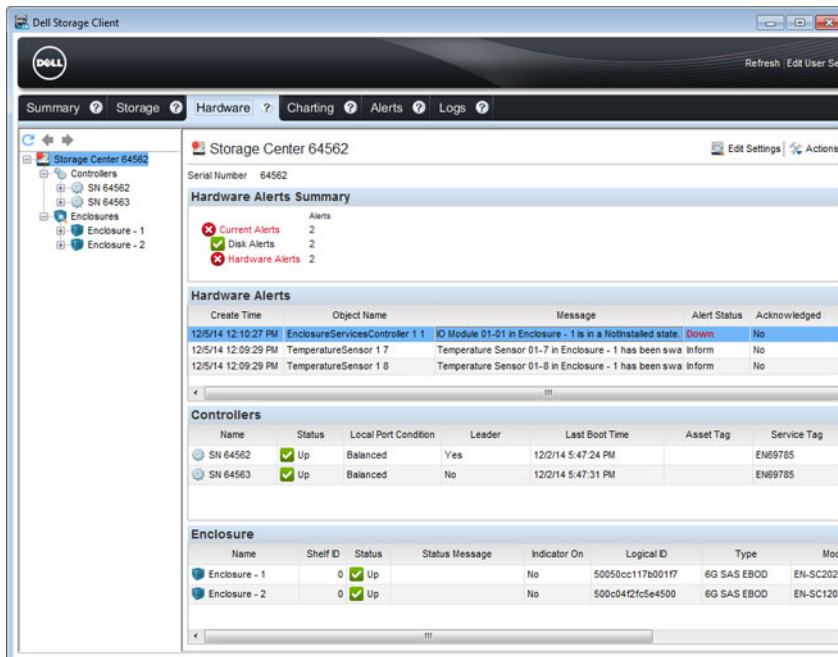 Dell Storage Client
DELL
Refresh | Edit User Se
Summary ? Storage ? Hardware ? Charting ? Alerts ? Logs ?
Storage Center 64562
Controllers
SN 64562
SN 64563
Enclosures
Enclosure - 1
Enclosure - 2
Storage Center 64562
Edit Settings | Actions
Serial Number 64562
Hardware Alerts Summary
Alerts
Current Alerts 2
Disk Alerts 2
Hardware Alerts 2
Hardware Alerts
Create Time Object Name Message Alert Status Acknowledged
12/5/14 12:10:27 PM EnclosureServicesController 1 1 IO Module 01-01 in Enclosure - 1 is in a NotInstalled state. Down No
12/5/14 12:09:29 PM TemperatureSensor 1 7 Temperature Sensor 01-7 in Enclosure - 1 has been swa Inform No
12/5/14 12:09:29 PM TemperatureSensor 1 8 Temperature Sensor 01-8 in Enclosure - 1 has been swa Inform No
Controllers
Name Status Local Port Condition Leader Last Boot Time Asset Tag Service Tag
SN 64562 Up Balanced Yes 12/2/14 5:47:24 PM EN69785
SN 64563 Up Balanced No 12/2/14 5:47:31 PM EN69785
Enclosure
Name Shelf ID Status Status Message Indicator On Logical ID Type Moc
Enclosure - 1 0 Up No 50050cc117b001f7 6G SAS EBOD EN-SC202
Enclosure - 2 0 Up No 500c04f2fc5e4500 6G SAS EBOD EN-SC120